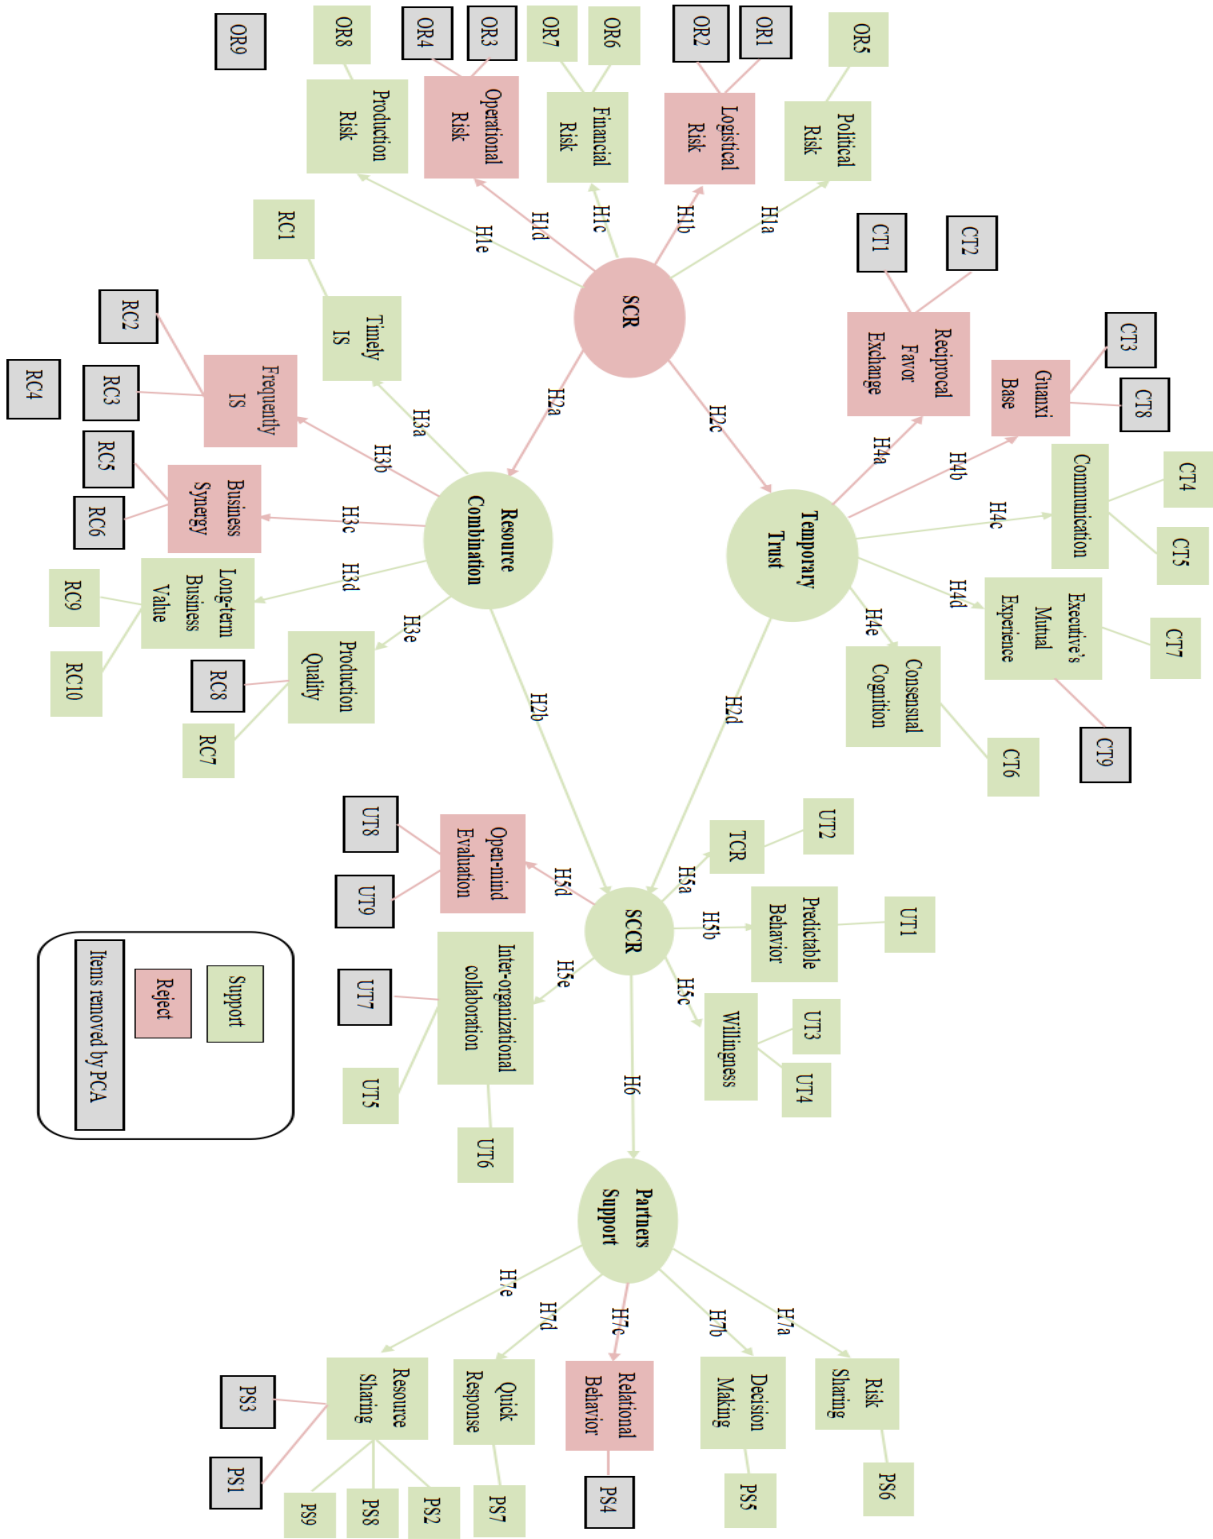 OR5
OR1
OR2
OR6
OR7
OR3
OR4
OR8
OR9
Political
Risk
Logistical
Risk
Financial
Risk
Operational
Risk
Production
Risk
H1a
H1b
H1c
H1d
H1e
SCR
CT2
CT1
CT3
CT8
Reciprocal
Favor
Exchange
Guanxi
Base
H4a
H4b
H2c
H2a
RC1
Timely
IS
RC2
RC3
RC4
Frequently
IS
H3a
H3b
RC5
RC6
Business
Synergy
H3c
CT4
CT5
Communication
H4c
Temporary
Trust
H4d
H4e
Executive's
Mutual
Experience
CT7
CT9
Consensual
Cognition
CT6
Resource
Combination
H3d
H3e
Long-term
Business
Value
RC9
RC10
Production
Quality
RC8
RC7
H2d
H2b
UT2
TCR
H5a
UT1
Predictable
Behavior
H5b
UT3
UT4
Willingness
H5c
SCCR
Open-mind
Evaluation
H5d
UT8
UT9
Inter-organizational
collaboration
H5e
UT7
UT5
UT6
H6
Partners
Support
H7a
H7b
H7c
H7d
H7e
Risk
Sharing
PS6
Decision
Making
PS5
Relational
Behavior
PS4
Quick
Response
PS7
Resource
Sharing
PS3
PS1
PS2
PS8
PS9
Support
Reject
Items removed by PCA